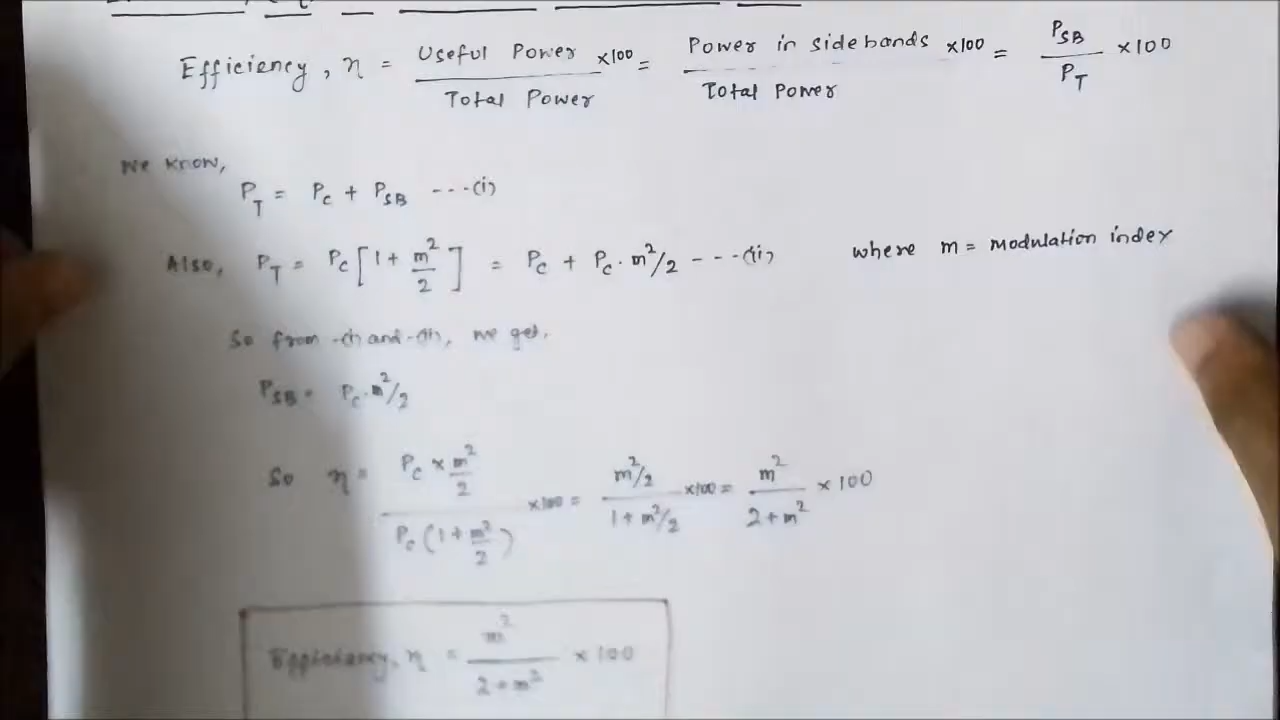 Efficiency, η = Useful Power/Total Power ×100 = Power in sidebands/Total Power ×100 = P_SB/P_T ×100
We know,
P_T = P_C + P_SB ---(i)
Also, P_T = P_C [1 + m²/2] = P_C + P_C · m²/2 ---(ii) where m = modulation index
So from -(i) and -(ii), we get,
P_SB = P_C · m²/2
So η = P_C × m²/2 / P_C (1 + m²/2) ×100 = m²/2 / 1 + m²/2 ×100 = m²/2 + m² × 100
Efficiency, η = m²/2 + m² × 100